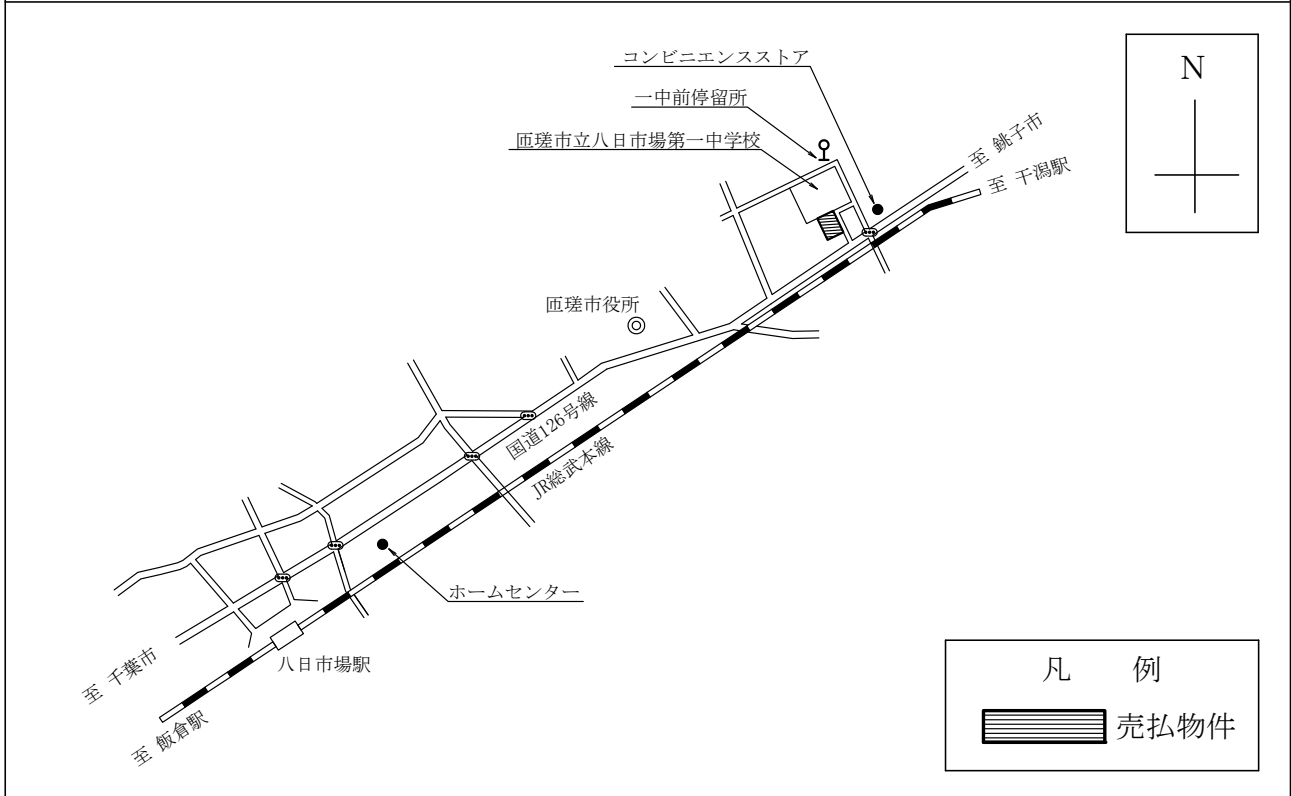 コンビニエンスストア
一中前停留所
匝瑳市立八日市場第一中学校
N
至 銚子市
至 干潟駅
匝瑳市役所
国道126号線
JR総武本線
ホームセンター
八日市場駅
至 千葉市
至 飯倉駅
凡 例
売払物件